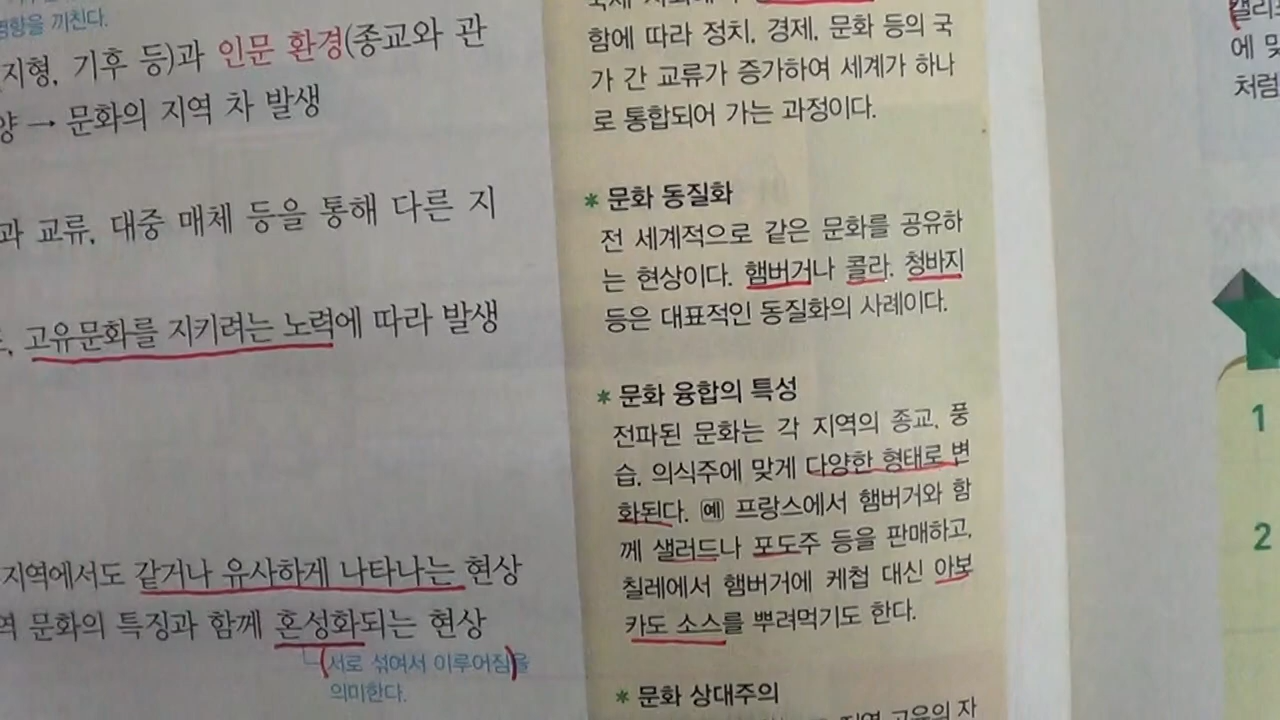 영향을 끼친다.
지형, 기후 등)과 인문 환경(종교와 관
양 → 문화의 지역 차 발생
과 교류, 대중 매체 등을 통해 다른 지
고유문화를 지키려는 노력에 따라 발생
지역에서도 같거나 유사하게 나타나는 현상
역 문화의 특징과 함께 혼성화되는 현상
(서로 섞여서 이루어짐)을
의미한다.
함에 따라 정치, 경제, 문화 등의 국
가 간 교류가 증가하여 세계가 하나
로 통합되어 가는 과정이다.
* 문화 동질화
전 세계적으로 같은 문화를 공유하
는 현상이다. 햄버거나 콜라, 청바지
등은 대표적인 동질화의 사례이다.
* 문화 융합의 특성
전파된 문화는 각 지역의 종교, 풍
습, 의식주에 맞게 다양한 형태로 변
화된다. 예 프랑스에서 햄버거와 함
께 샐러드나 포도주 등을 판매하고,
칠레에서 햄버거에 케첩 대신 아보
카도 소스를 뿌려먹기도 한다.
* 문화 상대주의
지역 고유의 자
에 맞
처럼
1
2